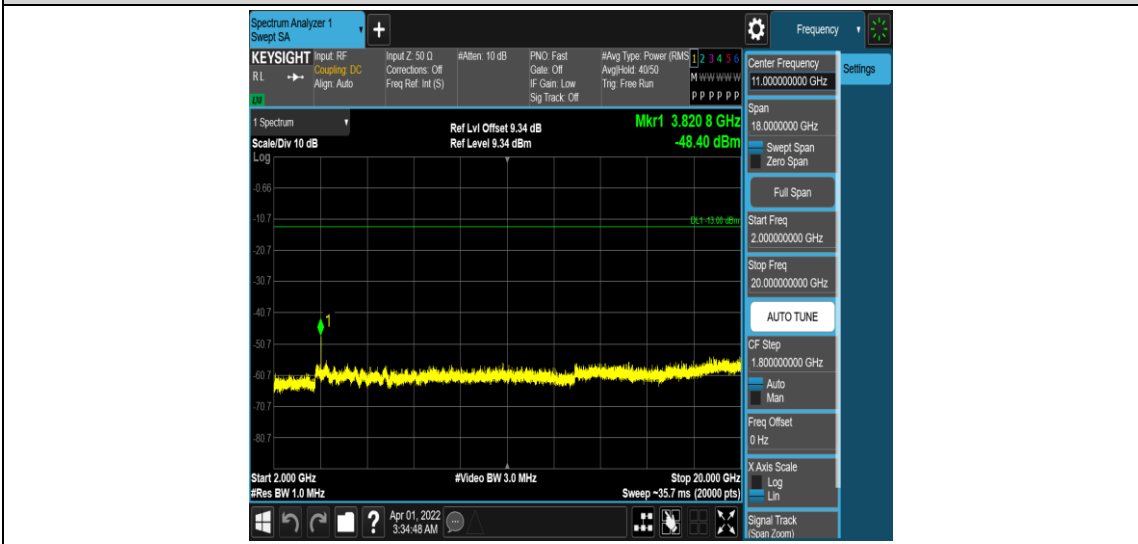 Spectrum Analyzer 1
Swept SA
+
Frequency
KEYSIGHT
R L
Input: RF
Coupling: DC
Align: Auto
Input Z: 50 Ω
Corrections: Off
Freq Ref: Int (S)
#Atten: 10 dB
PNO: Fast
Gate: Off
IF Gain: Low
Sig Track: Off
#Avg Type: Power (RMS
Avg|Hold: 40/50
Trig: Free Run
1 2 3 4 5 6
M W W W W W
P P P P P P
1 Spectrum
Scale/Div 10 dB
Log
Ref Lvl Offset 9.34 dB
Ref Level 9.34 dBm
Mkr1 3.820 8 GHz
-48.40 dBm
-0.66
-10.7
DL1 -13.00 dBm
-20.7
-30.7
-40.7
1
-50.7
-60.7
-70.7
-80.7
Start 2.000 GHz
#Video BW 3.0 MHz
Stop 20.000 GHz
#Res BW 1.0 MHz
Sweep ~35.7 ms (20000 pts)
?
Apr 01, 2022
3:34:48 AM
Center Frequency
11.000000000 GHz
Settings
Span
18.0000000 GHz
Swept Span
Zero Span
Full Span
Start Freq
2.000000000 GHz
Stop Freq
20.000000000 GHz
AUTO TUNE
CF Step
1.800000000 GHz
Auto
Man
Freq Offset
0 Hz
X Axis Scale
Log
Lin
Signal Track
(Span Zoom)